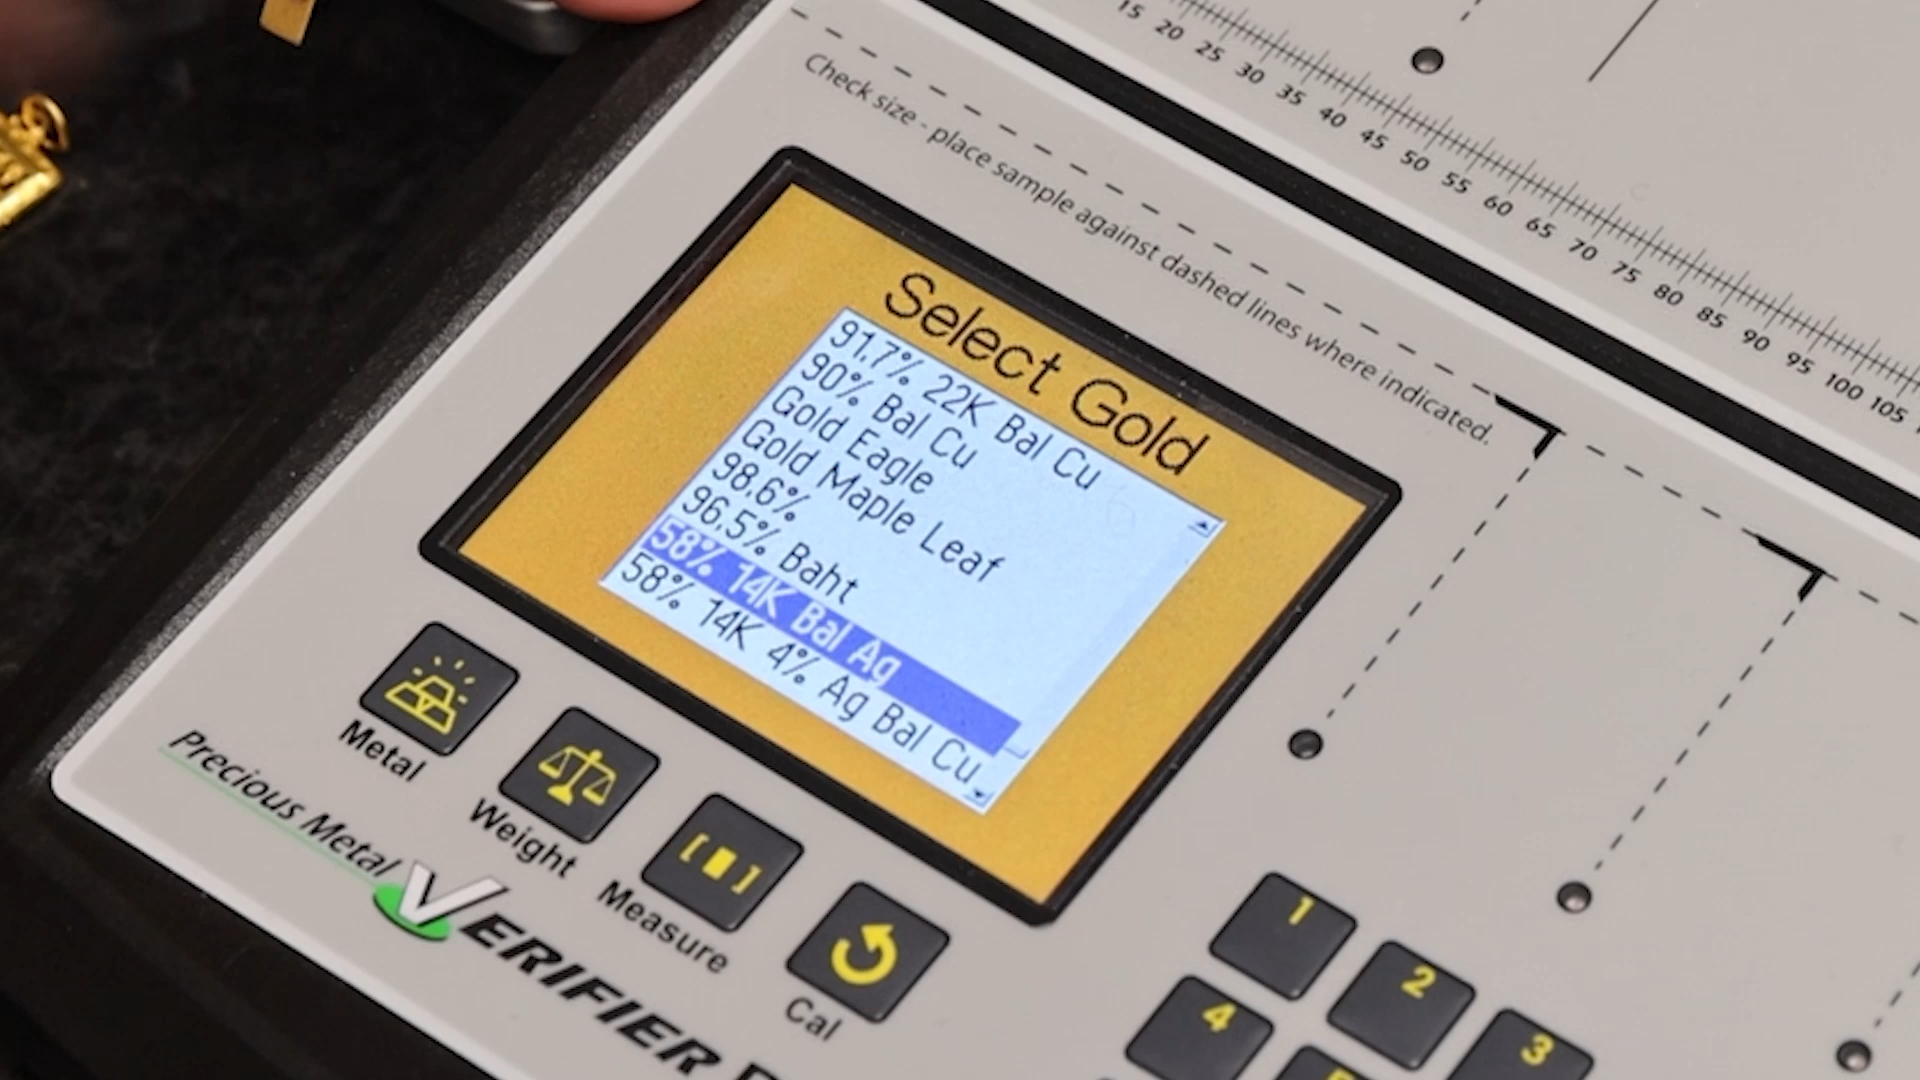 15 20 25 30 35 40 45 50 55 60 65 70 75 80 85 90 95 100 105
Check size - place sample against dashed lines where indicated.
Select Gold
91.7% 22K Bal Cu
90% Bal Cu
Gold Eagle
Gold Maple Leaf
98.6%
96.5% Baht
58% 14K Bal Ag
58% 14K 4% Ag Bal Cu
Metal
Weight
Measure
Cal
Precious Metal
VERIFIER
1
2
3
4